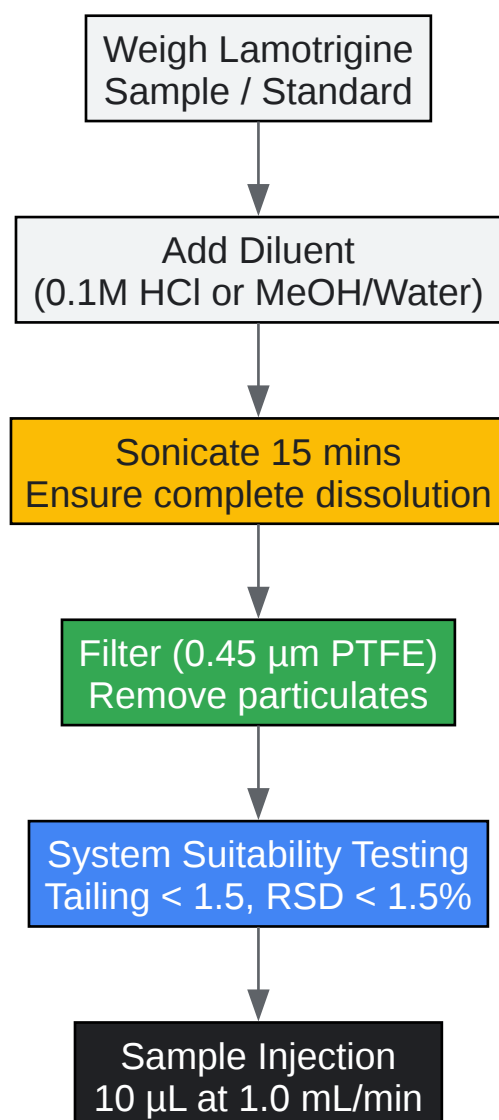 Weigh Lamotrigine
Sample / Standard
Add Diluent
(0.1M HCl or MeOH/Water)
Sonicate 15 mins
Ensure complete dissolution
Filter (0.45 µm PTFE)
Remove particulates
System Suitability Testing
Tailing < 1.5, RSD < 1.5%
Sample Injection
10 µL at 1.0 mL/min